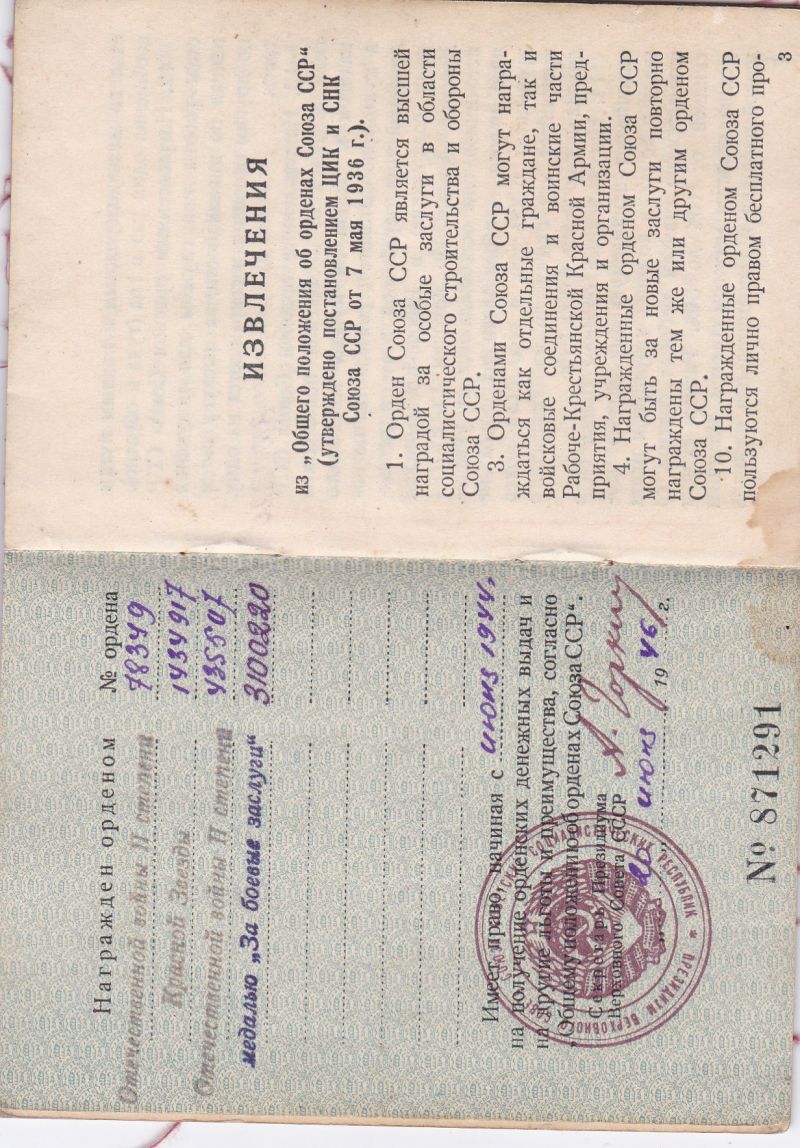 Награжден орденом № ордена
Отечественной войны II степени 78349
Красной Звезды 1434917
Отечественной войны II степени 435507
медалью „За боевые заслуги“ 3100220
Имеет право, начиная с июня 1944 г.
на получение орденских денежных выдач и
на другие льготы и преимущества, согласно
„Общему положению об орденах Союза ССР“.
Секретарь Президиума
Верховного Совета СССР А. Горкин
„20“ июня 1946 г.
ПРЕЗИДИУМ ВЕРХОВНОГО СОЦИАЛИСТИЧЕСКИХ РЕСПУБЛИК
№ 871291
ИЗВЛЕЧЕНИЯ
из „Общего положения об орденах Союза ССР“
(утверждено постановлением ЦИК и СНК
Союза ССР от 7 мая 1936 г.).
1. Орден Союза ССР является высшей
наградой за особые заслуги в области
социалистического строительства и обороны
Союза ССР.
3. Орденами Союза ССР могут награ-
ждаться как отдельные граждане, так и
войсковые соединения и воинские части
Рабоче-Крестьянской Красной Армии, пред-
приятия, учреждения и организации.
4. Награжденные орденом Союза ССР
могут быть за новые заслуги повторно
награждены тем же или другим орденом
Союза ССР.
10. Награжденные орденом Союза ССР
пользуются лично правом бесплатного про-
3